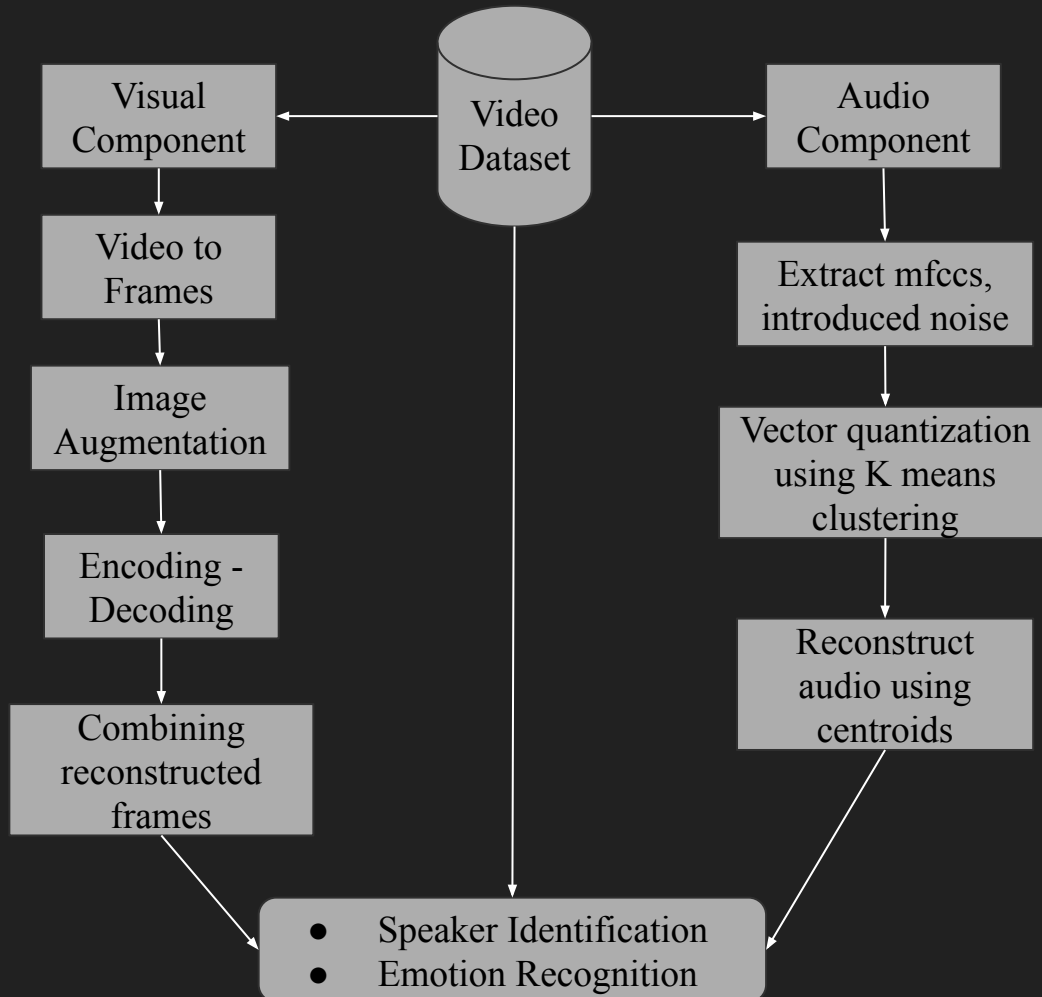 Visual
Component
Video
Dataset
Audio
Component
Video to
Frames
Extract mfccs,
introduced noise
Image
Augmentation
Vector quantization
using K means
clustering
Encoding -
Decoding
Reconstruct
audio using
centroids
Combining
reconstructed
frames
● Speaker Identification
● Emotion Recognition